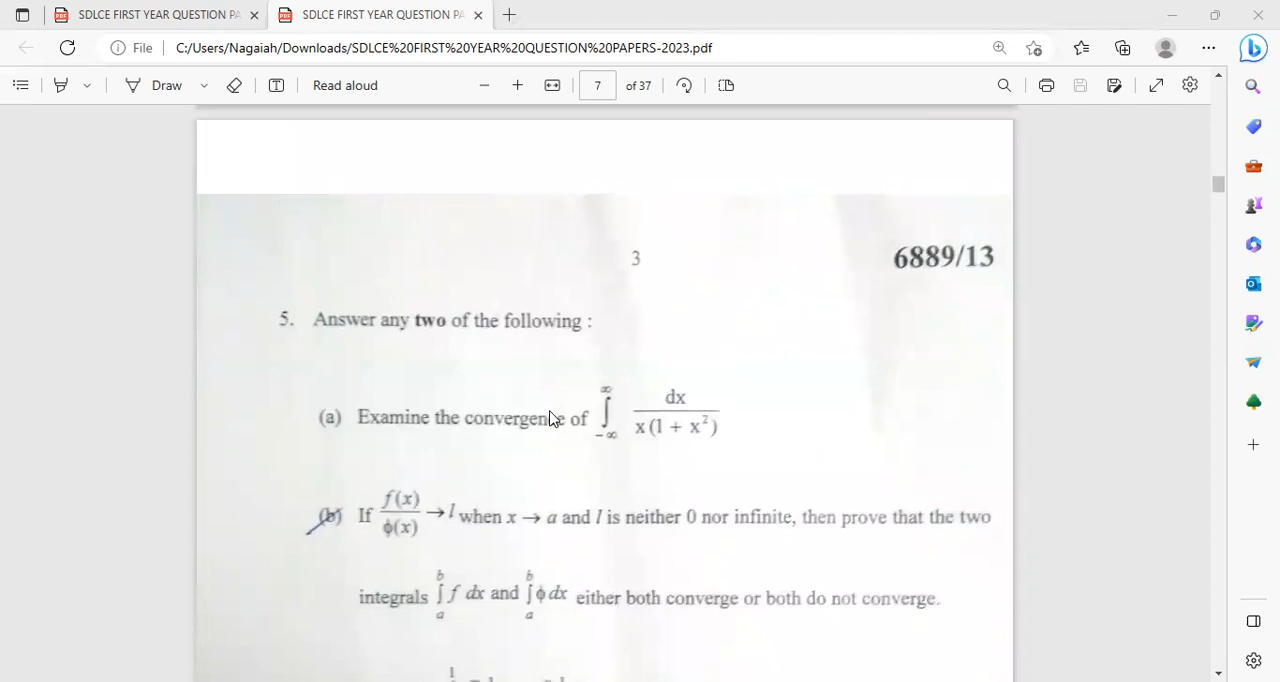 SDLCE FIRST YEAR QUESTION PA
SDLCE FIRST YEAR QUESTION PA
File C:/Users/Nagaiah/Downloads/SDLCE%20FIRST%20YEAR%20QUESTION%20PAPERS-2023.pdf
Draw Read aloud 7 of 37
3 6889/13
5. Answer any two of the following :
(a) Examine the convergence of ∫_{-∞}^{∞} dx / x(1 + x²)
(b) If f(x)/ϕ(x) → l when x → a and l is neither 0 nor infinite, then prove that the two
integrals ∫_a^b f dx and ∫_a^b ϕ dx either both converge or both do not converge.